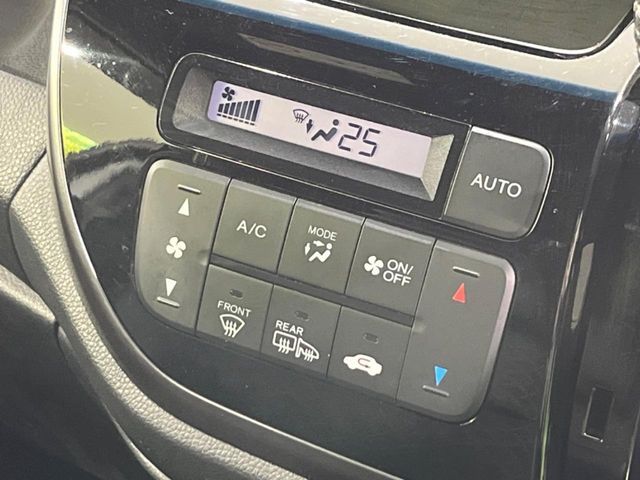 25
AUTO
A/C
MODE
ON/
OFF
FRONT
REAR